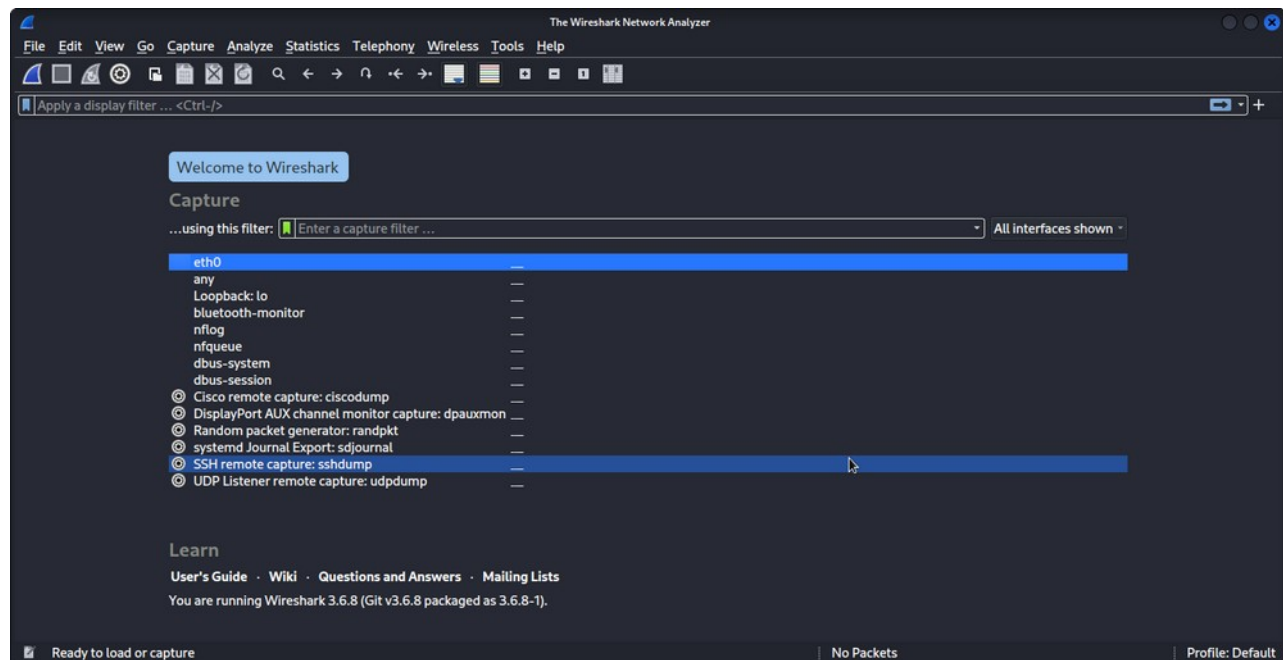 The Wireshark Network Analyzer
File Edit View Go Capture Analyze Statistics Telephony Wireless Tools Help
Apply a display filter ... <Ctrl-/>
Welcome to Wireshark
Capture
...using this filter: Enter a capture filter ... All interfaces shown
eth0
any
Loopback: lo
bluetooth-monitor
nflog
nfqueue
dbus-system
dbus-session
Cisco remote capture: ciscodump
DisplayPort AUX channel monitor capture: dpauxmon
Random packet generator: randpkt
systemd Journal Export: sdjournal
SSH remote capture: sshdump
UDP Listener remote capture: udpdump
Learn
User's Guide · Wiki · Questions and Answers · Mailing Lists
You are running Wireshark 3.6.8 (Git v3.6.8 packaged as 3.6.8-1).
Ready to load or capture No Packets Profile: Default